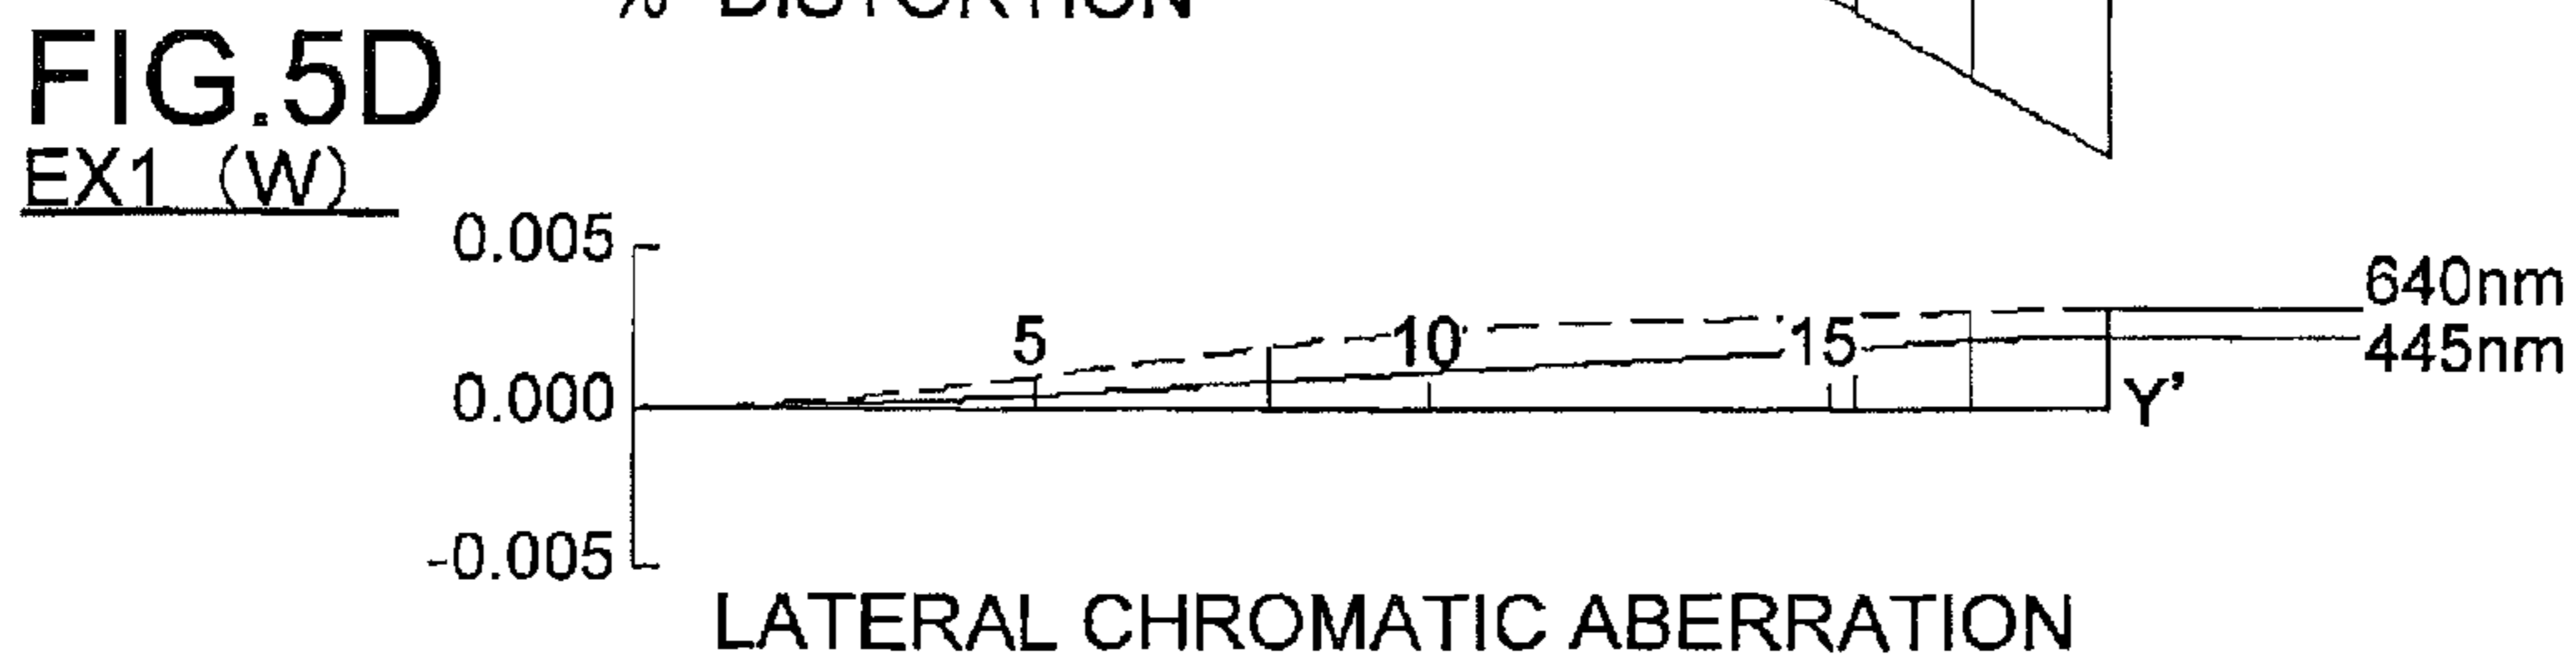 % DISTORTION
FIG.5D
EX1 (W)
0.005
640nm
5
10
15
445nm
0.000
Y'
-0.005
LATERAL CHROMATIC ABERRATION